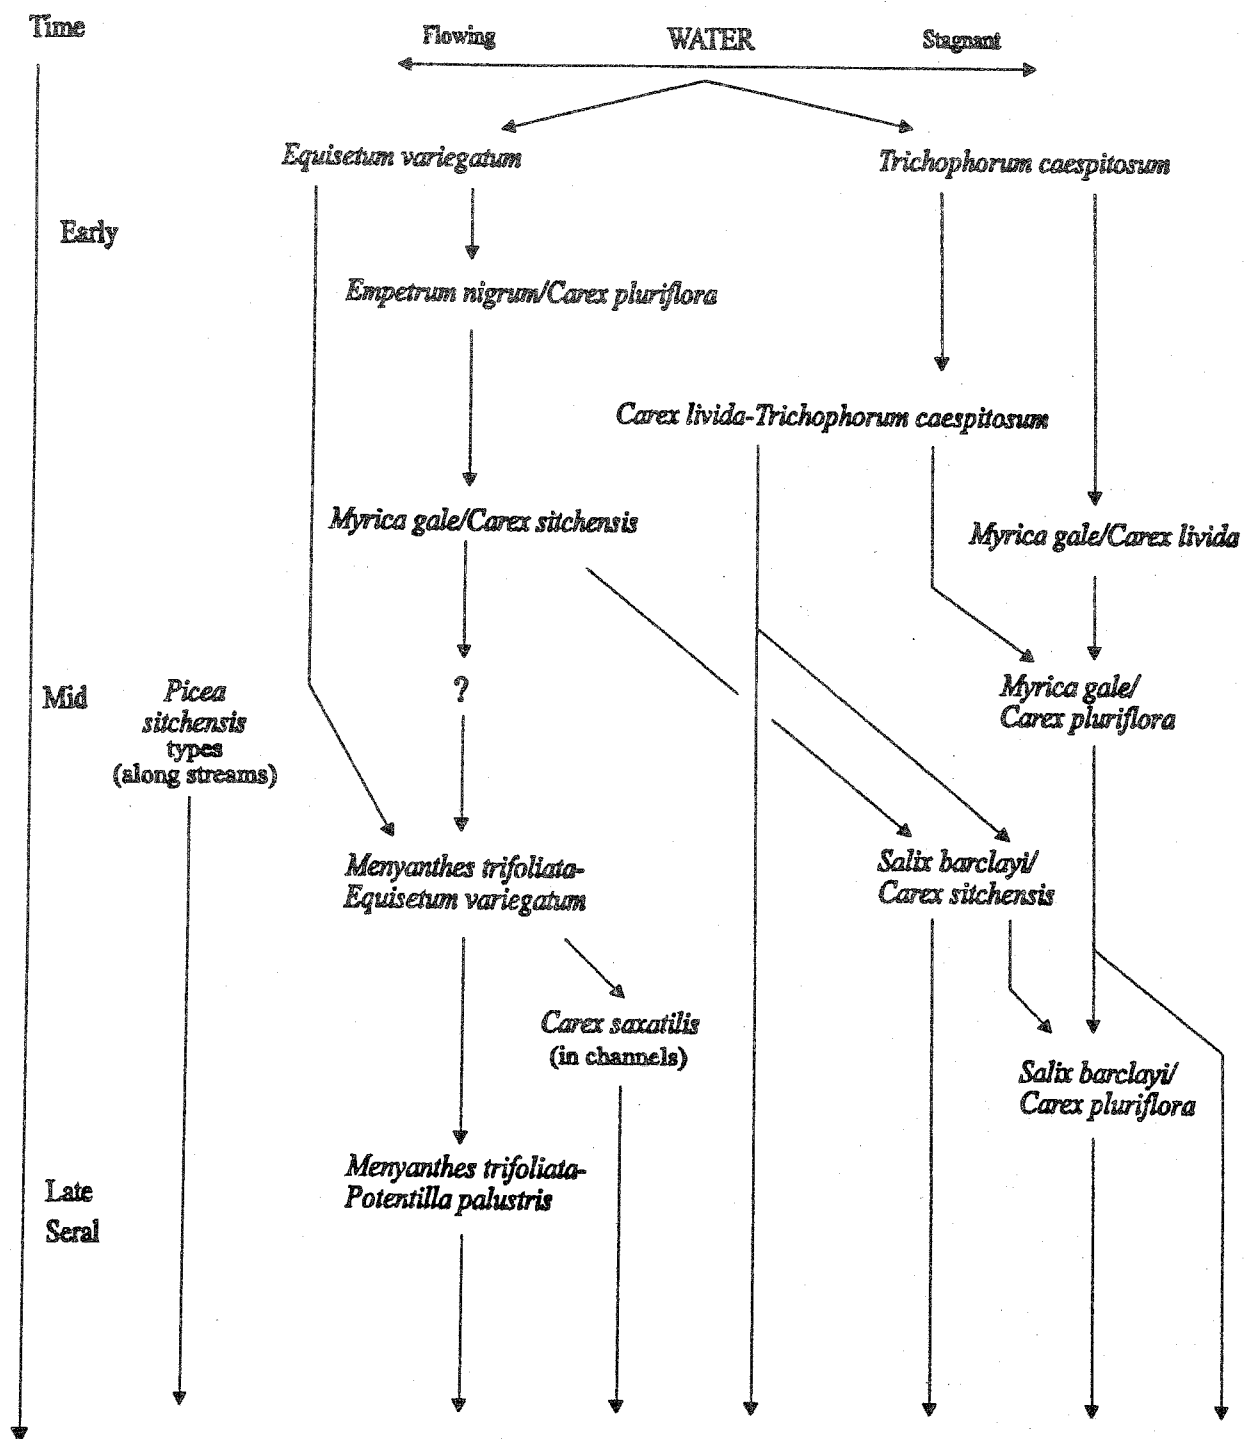 Time
Flowing
WATER
Stagnant
Equisetum variegatum
Trichophorum caespitosum
Early
Empetrum nigrum/Carex pluriflora
Carex livida-Trichophorum caespitosum
Myrica gale/Carex sitchensis
Myrica gale/Carex livida
Mid
Picea
sitchensis
types
(along streams)
?
Myrica gale/
Carex pluriflora
Menyanthes trifoliata-
Equisetum variegatum
Salix barclayi/
Carex sitchensis
Carex saxatilis
(in channels)
Salix barclayi/
Carex pluriflora
Menyanthes trifoliata-
Potentilla palustris
Late
Seral